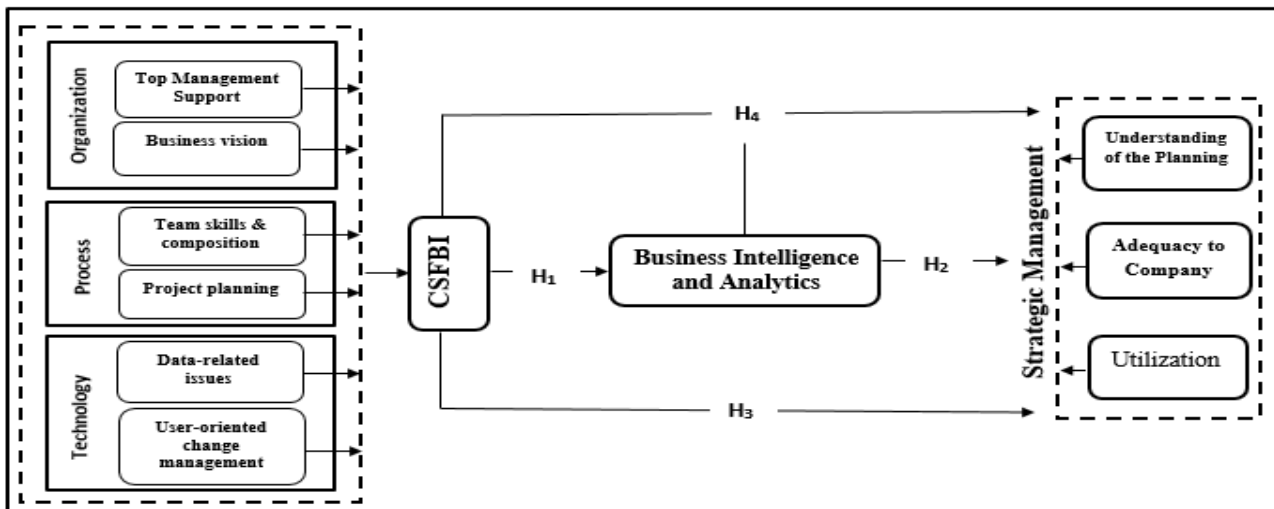 Organization
Top Management
Support
Business vision
Process
Team skills &
composition
Project planning
Technology
Data-related
issues
User-oriented
change
management
CSFBI
H₁
Business Intelligence
and Analytics
H₂
H₃
H₄
Strategic Management
Understanding
of the Planning
Adequacy to
Company
Utilization